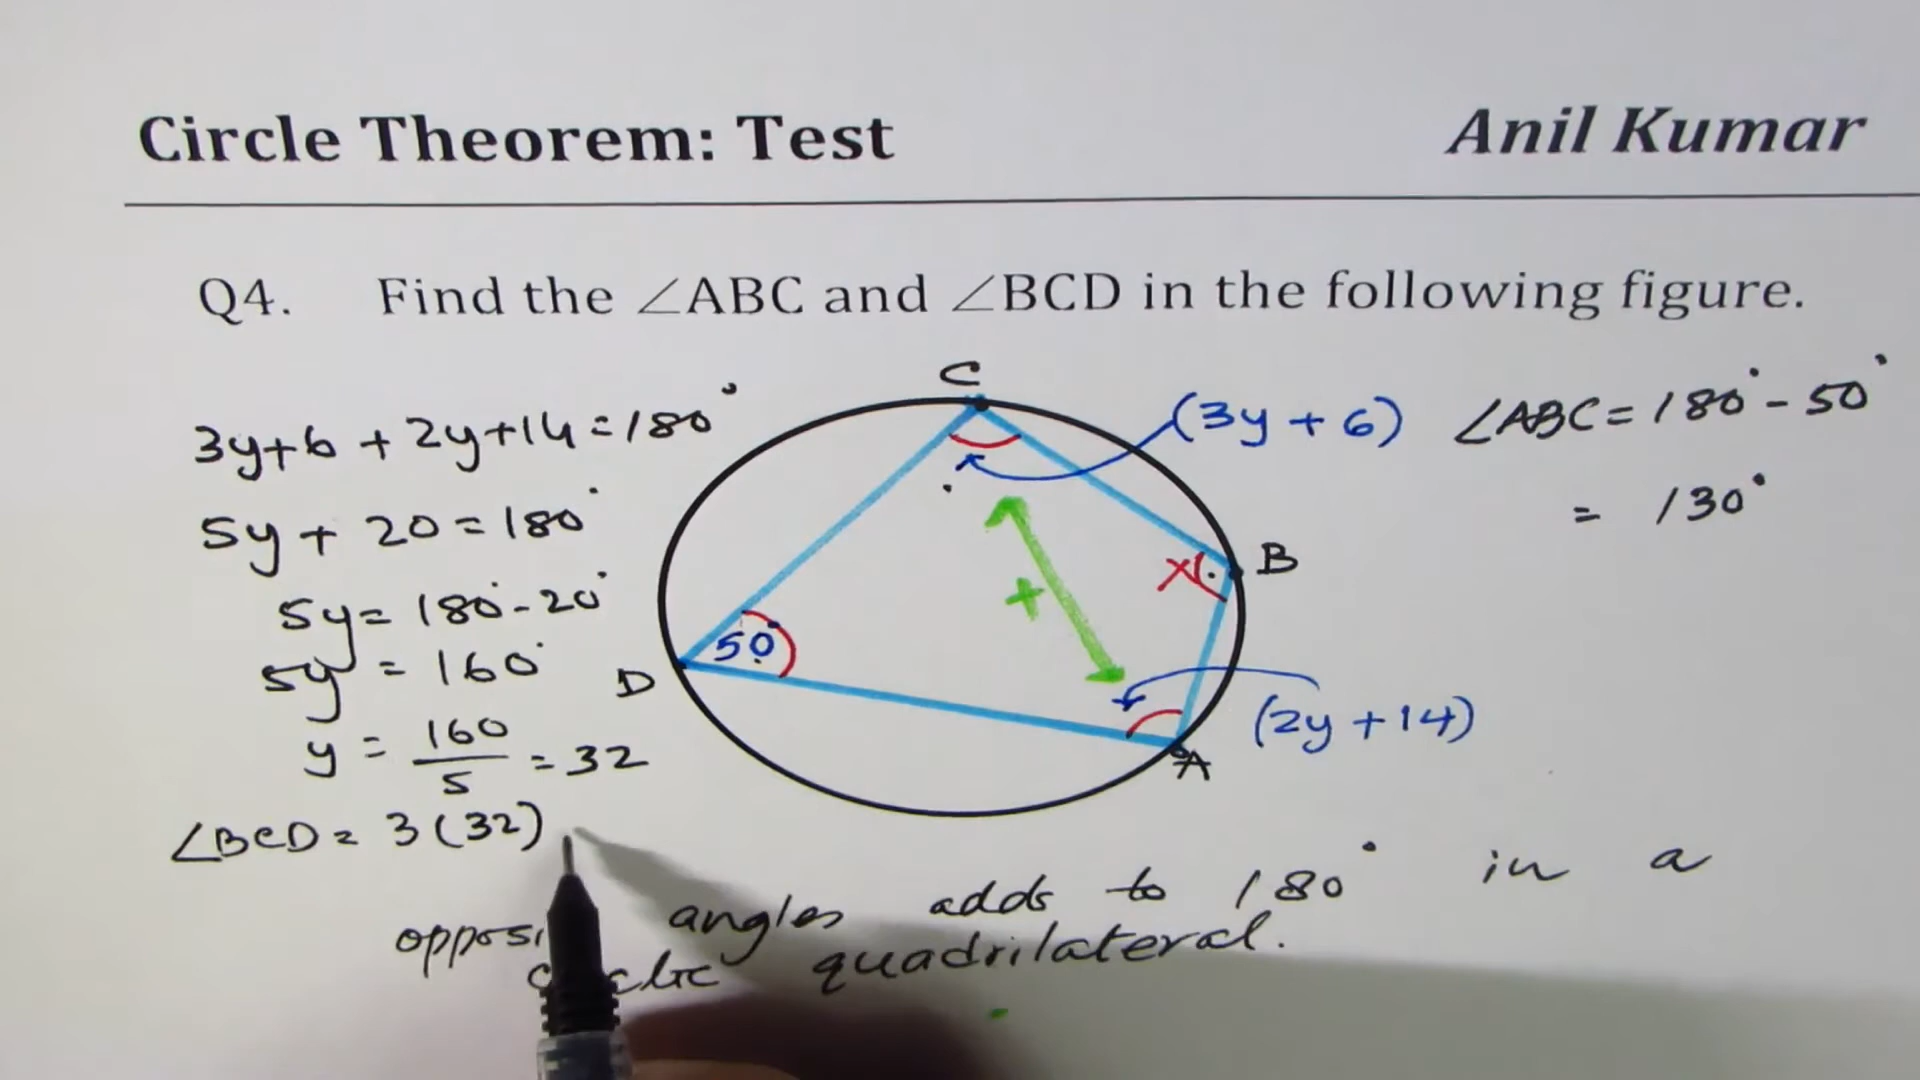 Circle Theorem: Test
Anil Kumar
Q4. Find the ∠ABC and ∠BCD in the following figure.
3y+6 + 2y+14 = 180°
5y + 20 = 180°
5y = 180° - 20°
5y = 160°
y = 160/5 = 32
∠BCD = 3(32)
C
(3y + 6)
B
x
+
50°
D
(2y + 14)
A
∠ABC = 180° - 50°
= 130°
angles adds to 180° in a
quadrilateral.